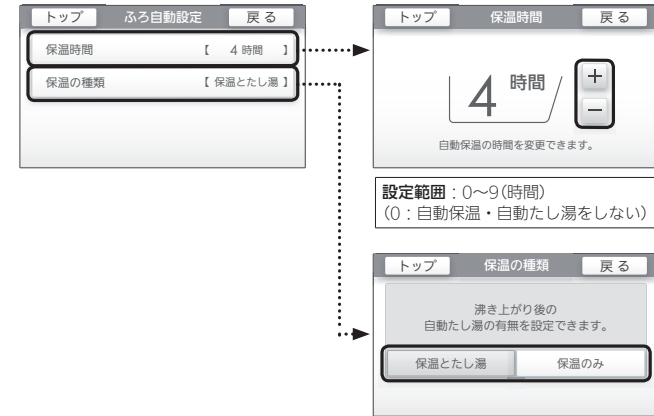 トップ ふろ自動設定 戻る
保温時間 【 4 時間 】
保温の種類 【 保温とたし湯 】
トップ 保温時間 戻る
4 時間 + −
自動保温の時間を変更できます。
設定範囲：0～9(時間)
（0：自動保温・自動たし湯をしない）
トップ 保温の種類 戻る
沸き上がり後の
自動たし湯の有無を設定できます。
保温とたし湯 保温のみ